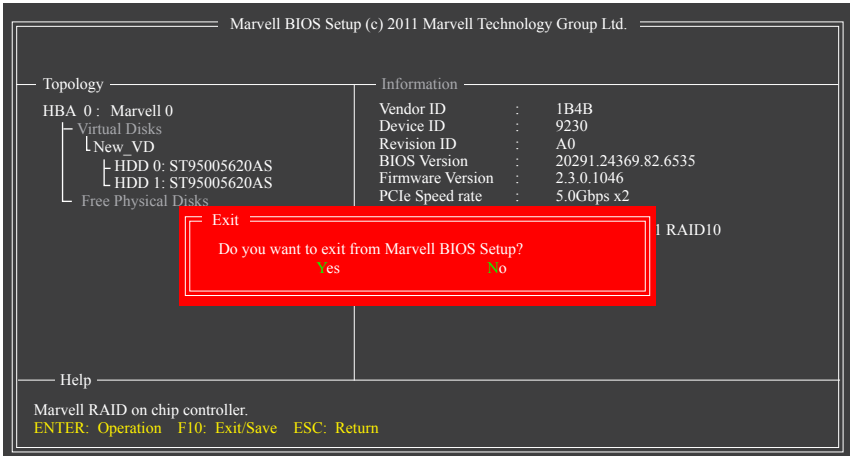 Marvell BIOS Setup (c) 2011 Marvell Technology Group Ltd.
Topology
HBA 0 : Marvell 0
Virtual Disks
New_VD
HDD 0: ST95005620AS
HDD 1: ST95005620AS
Free Physical Disks
Information
Vendor ID : 1B4B
Device ID : 9230
Revision ID : A0
BIOS Version : 20291.24369.82.6535
Firmware Version : 2.3.0.1046
PCIe Speed rate : 5.0Gbps x2
1 RAID10
Exit
Do you want to exit from Marvell BIOS Setup?
Yes No
Help
Marvell RAID on chip controller.
ENTER: Operation F10: Exit/Save ESC: Return